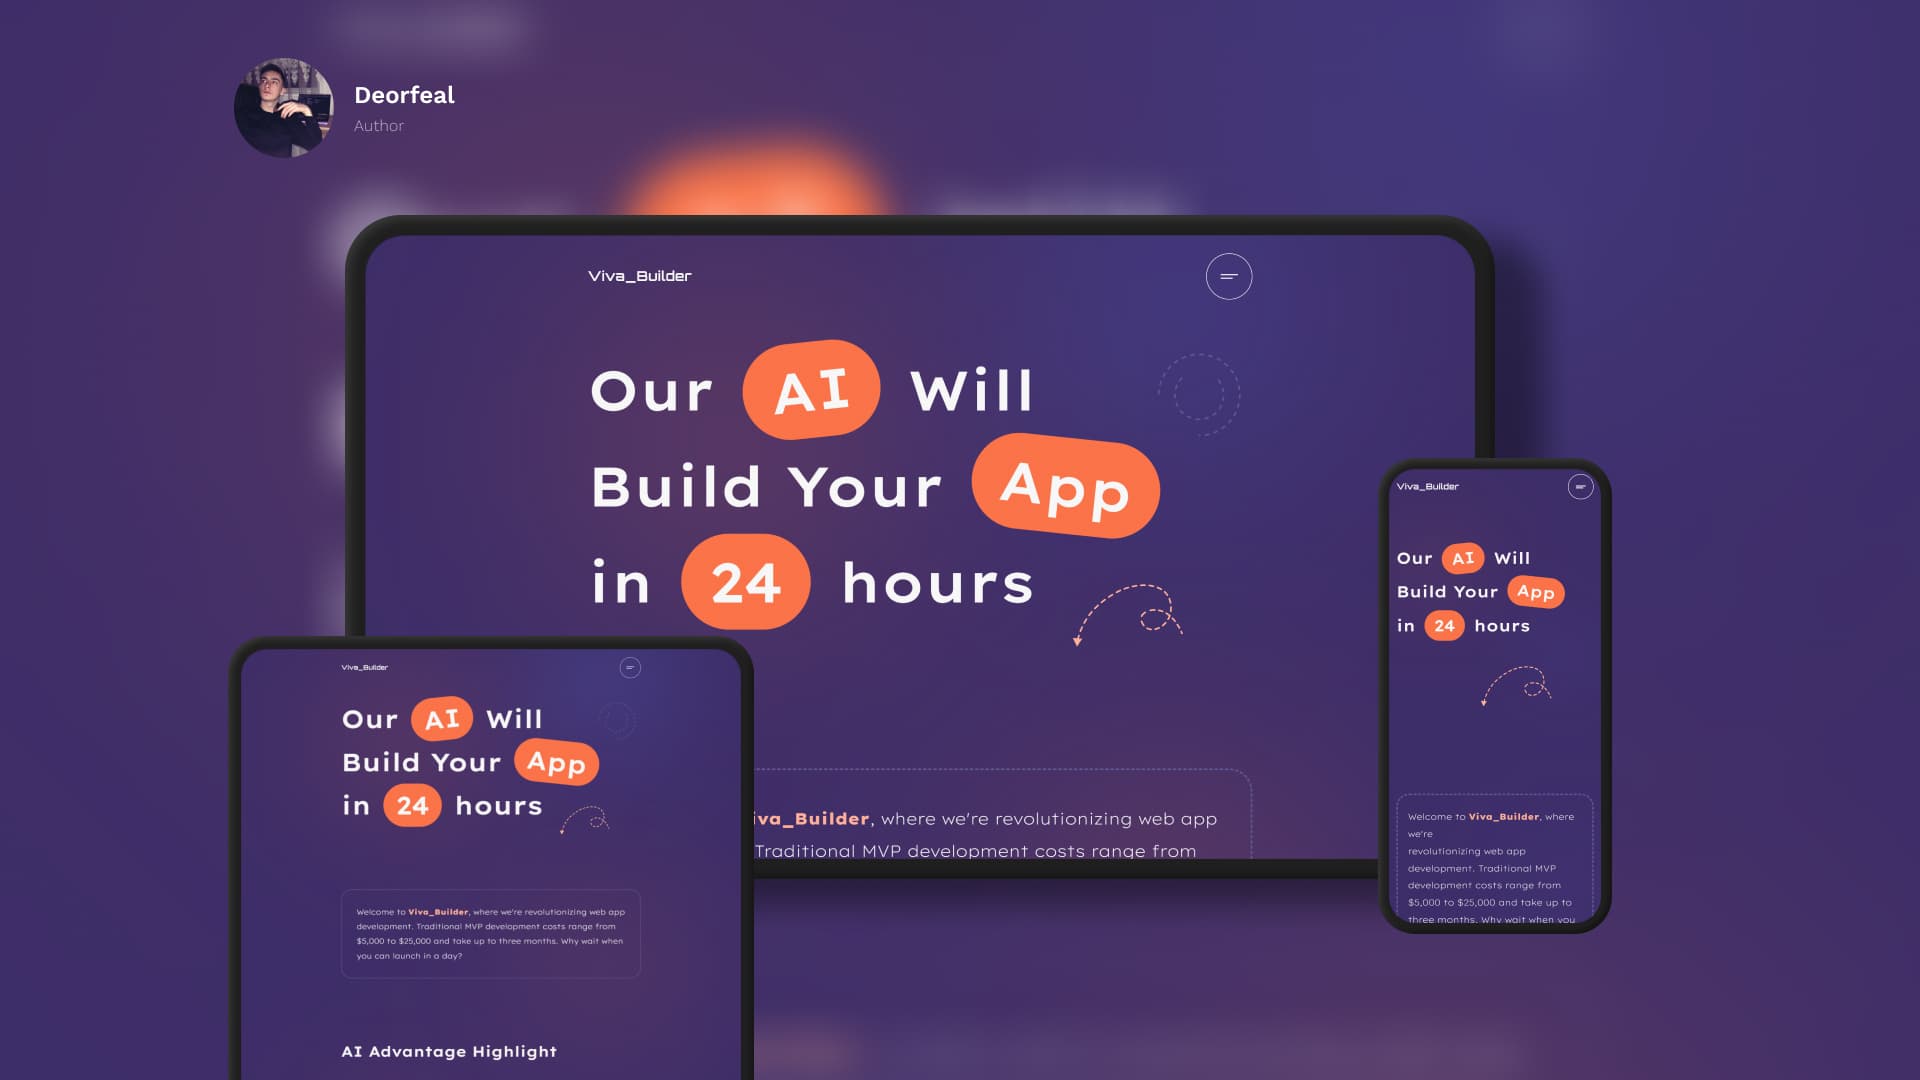 Deorfeal
Author
Viva_Builder
Our AI Will
Build Your App
in 24 hours
iva_Builder, where we're revolutionizing web app
Traditional MVP development costs range from
Viva_Builder
Our AI Will
Build Your App
in 24 hours
Welcome to Viva_Builder, where we're revolutionizing web app
development. Traditional MVP development costs range from
$5,000 to $25,000 and take up to three months. Why wait when
you can launch in a day?
AI Advantage Highlight
Viva_Builder
Our AI Will
Build Your App
in 24 hours
Welcome to Viva_Builder, where
we're
revolutionizing web app
development. Traditional MVP
development costs range from
$5,000 to $25,000 and take up to
three months. Why wait when you